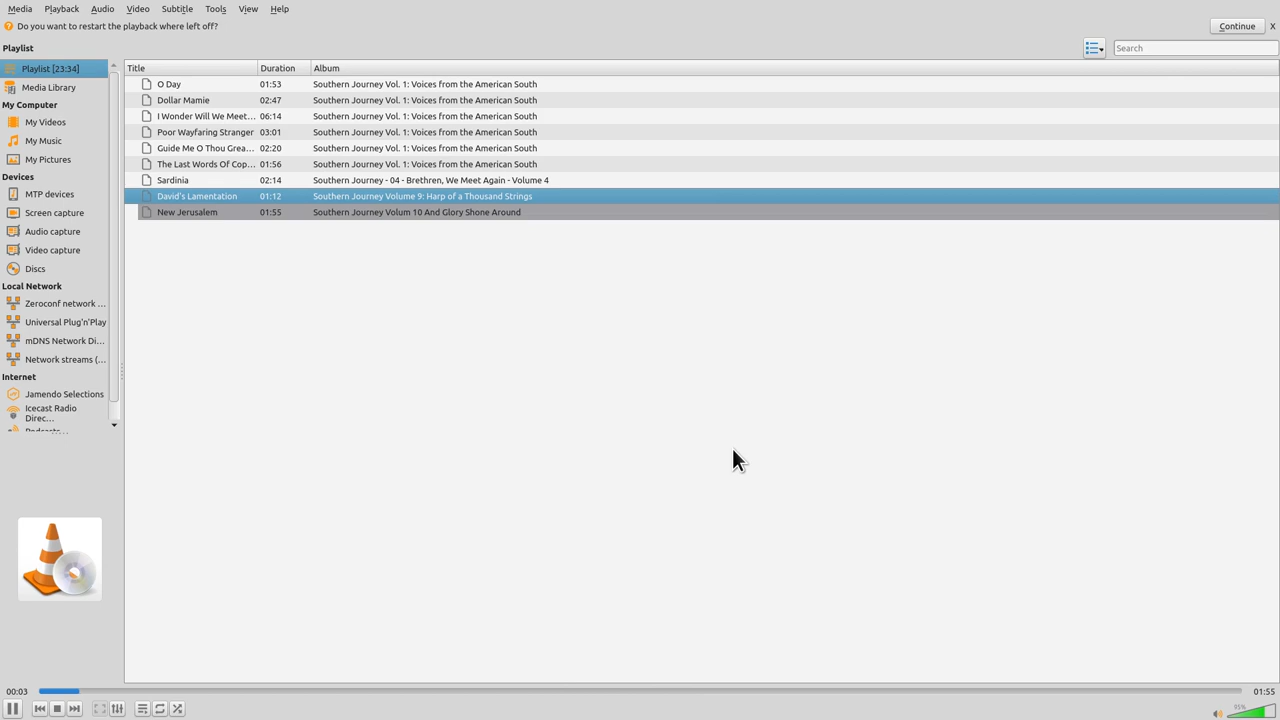 Media Playback Audio Video Subtitle Tools View Help
Do you want to restart the playback where left off? Continue X
Playlist
Search
Playlist [23:34]
Media Library
My Computer
My Videos
My Music
My Pictures
Devices
MTP devices
Screen capture
Audio capture
Video capture
Discs
Local Network
Zeroconf network ...
Universal Plug'n'Play
mDNS Network Di...
Network streams (...
Internet
Jamendo Selections
Icecast Radio
Direc...
Podcasts
Title Duration Album
O Day 01:53 Southern Journey Vol. 1: Voices from the American South
Dollar Mamie 02:47 Southern Journey Vol. 1: Voices from the American South
I Wonder Will We Meet... 06:14 Southern Journey Vol. 1: Voices from the American South
Poor Wayfaring Stranger 03:01 Southern Journey Vol. 1: Voices from the American South
Guide Me O Thou Grea... 02:20 Southern Journey Vol. 1: Voices from the American South
The Last Words Of Cop... 01:56 Southern Journey Vol. 1: Voices from the American South
Sardinia 02:14 Southern Journey - 04 - Brethren, We Meet Again - Volume 4
David's Lamentation 01:12 Southern Journey Volume 9: Harp of a Thousand Strings
New Jerusalem 01:55 Southern Journey Volum 10 And Glory Shone Around
00:03 01:55
95%